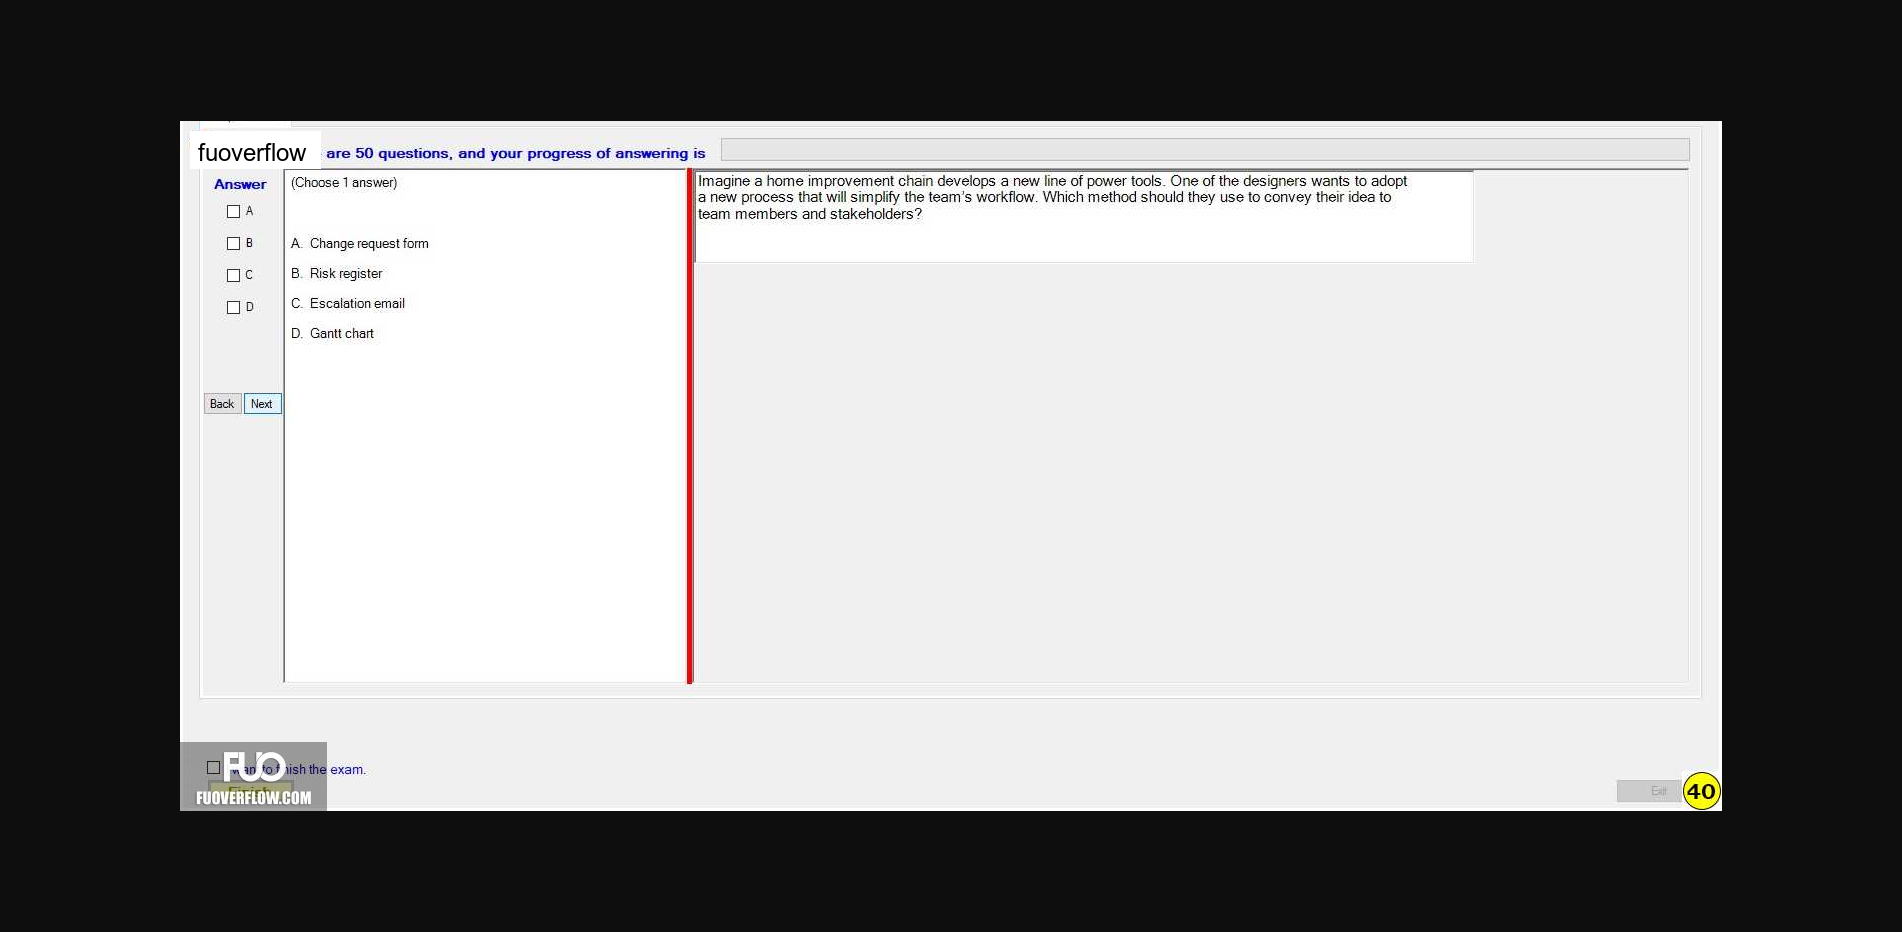 fuoverflow are 50 questions, and your progress of answering is
Answer
A
B
C
D
Back Next
(Choose 1 answer)
A. Change request form
B. Risk register
C. Escalation email
D. Gantt chart
Imagine a home improvement chain develops a new line of power tools. One of the designers wants to adopt
a new process that will simplify the team's workflow. Which method should they use to convey their idea to
team members and stakeholders?
want to finish the exam.
Finish
FUO
FUOVERFLOW.COM
Exit
40